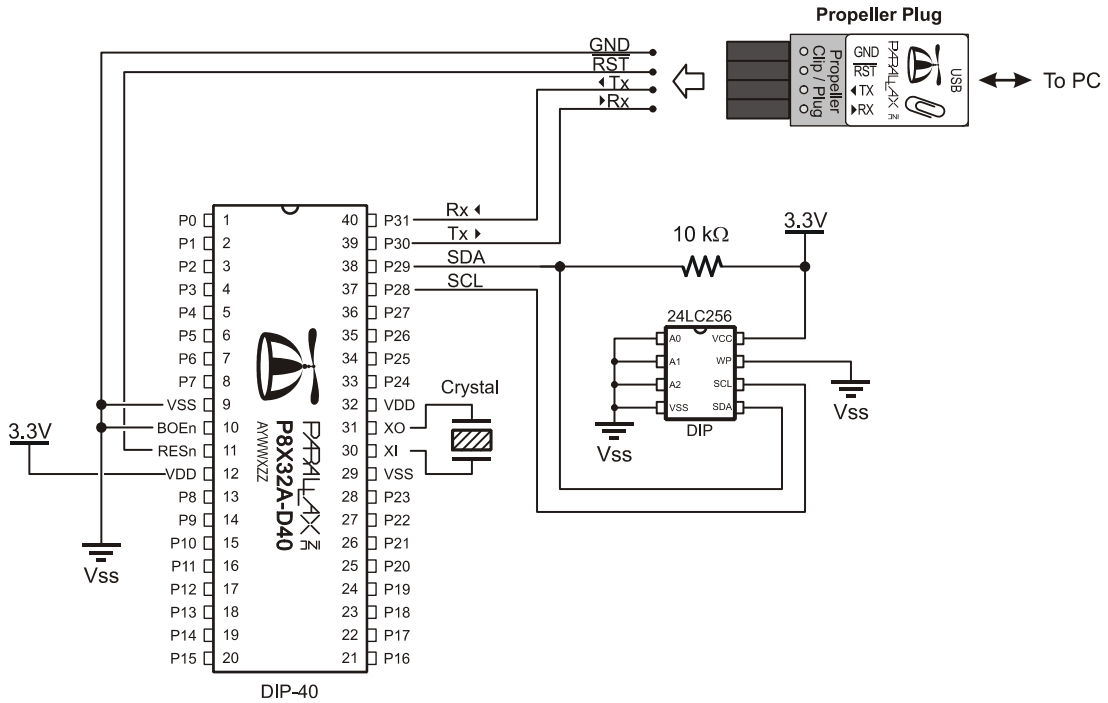 Propeller Plug
GND
RST
◂Tx
▸Rx
Propeller
Clip / Plug
GND
RST
◂TX
▸RX
PARALLAX INC
USB
To PC
P0 1
P1 2
P2 3
P3 4
P4 5
P5 6
P6 7
P7 8
VSS 9
BOEn 10
RESn 11
VDD 12
P8 13
P9 14
P10 15
P11 16
P12 17
P13 18
P14 19
P15 20
40 P31
39 P30
38 P29
37 P28
36 P27
35 P26
34 P25
33 P24
32 VDD
31 XO
30 XI
29 VSS
28 P23
27 P22
26 P21
25 P20
24 P19
23 P18
22 P17
21 P16
PARALLAX INC
P8X32A-D40
AYWWXZZ
DIP-40
Rx ◂
Tx ▸
SDA
SCL
10 kΩ
3.3V
24LC256
A0 VCC
A1 WP
A2 SCL
VSS SDA
DIP
Vss
Vss
Crystal
3.3V
Vss